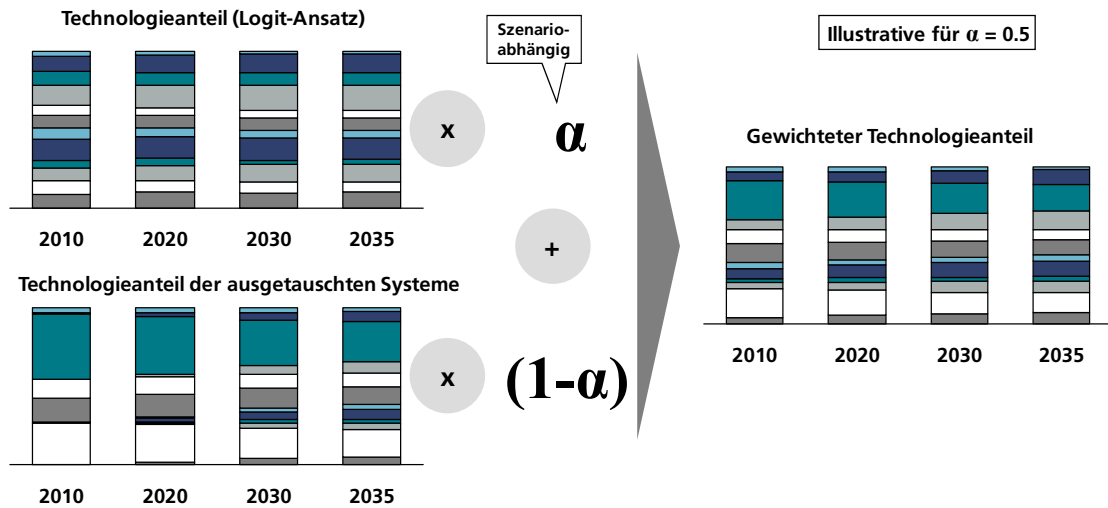 Technologieanteil (Logit-Ansatz)
2010 2020 2030 2035
x
Szenario-
abhängig
α
+
Technologieanteil der ausgetauschten Systeme
2010 2020 2030 2035
x
(1-α)
Illustrative für α = 0.5
Gewichteter Technologieanteil
2010 2020 2030 2035